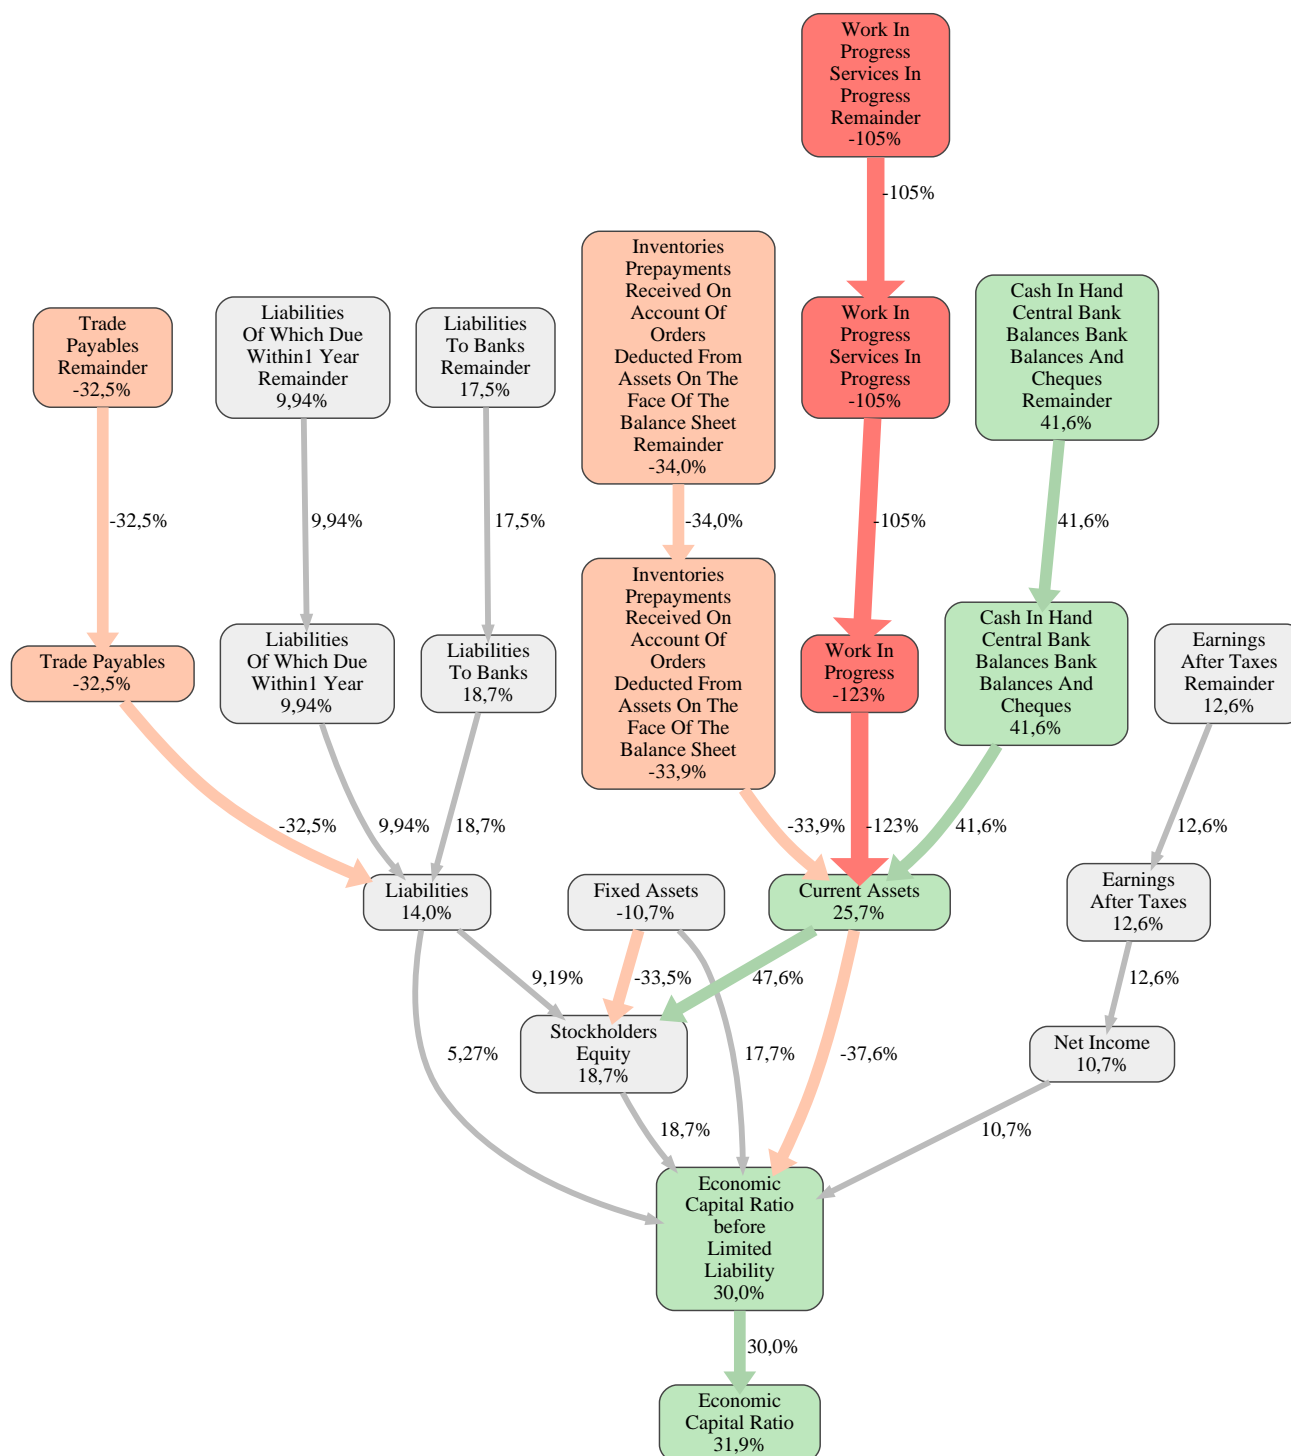 Work In
Progress
Services In
Progress
Remainder
-105%
-105%
Inventories
Prepayments
Received On
Account Of
Orders
Deducted From
Assets On The
Face Of The
Balance Sheet
Remainder
-34,0%
Trade
Payables
Remainder
-32,5%
Liabilities
Of Which Due
Within1 Year
Remainder
9,94%
Liabilities
To Banks
Remainder
17,5%
Work In
Progress
Services In
Progress
-105%
Cash In Hand
Central Bank
Balances Bank
Balances And
Cheques
Remainder
41,6%
-32,5%
9,94%
17,5%
-34,0%
-105%
41,6%
Trade Payables
-32,5%
Liabilities
Of Which Due
Within1 Year
9,94%
Liabilities
To Banks
18,7%
Inventories
Prepayments
Received On
Account Of
Orders
Deducted From
Assets On The
Face Of The
Balance Sheet
-33,9%
Work In
Progress
-123%
Cash In Hand
Central Bank
Balances Bank
Balances And
Cheques
41,6%
Earnings
After Taxes
Remainder
12,6%
-32,5%
9,94%
18,7%
-33,9%
-123%
41,6%
12,6%
Liabilities
14,0%
Fixed Assets
-10,7%
Current Assets
25,7%
Earnings
After Taxes
12,6%
9,19%
-33,5%
47,6%
12,6%
Stockholders
Equity
18,7%
5,27%
17,7%
-37,6%
Net Income
10,7%
18,7%
10,7%
Economic
Capital Ratio
before
Limited
Liability
30,0%
30,0%
Economic
Capital Ratio
31,9%